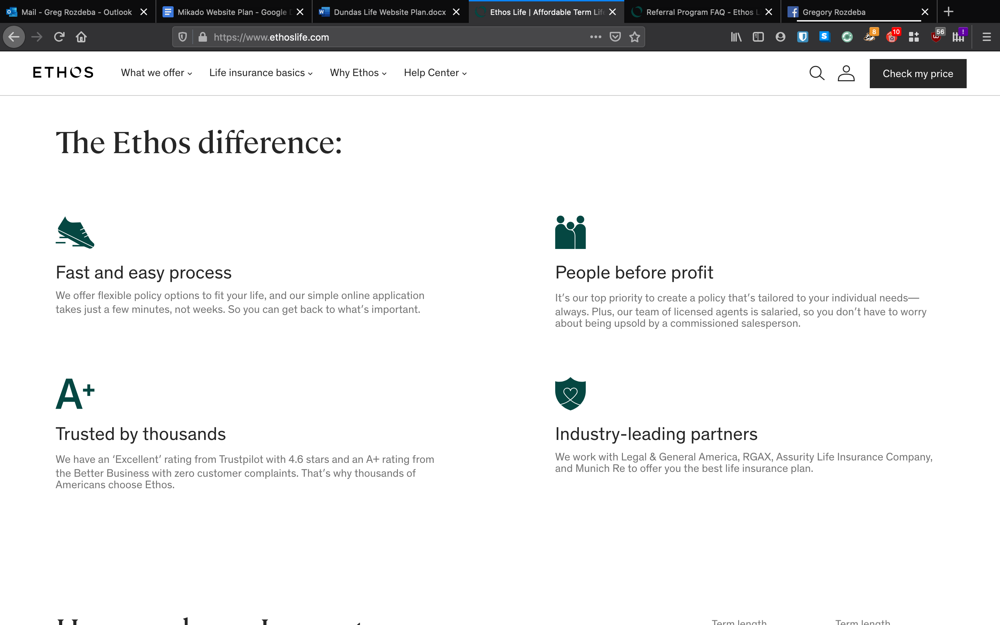 Mail - Greg Rozdeba - Outlook
Mikado Website Plan - Google
Dundas Life Website Plan.docx
Ethos Life | Affordable Term Life
Referral Program FAQ - Ethos
Gregory Rozdeba
https://www.ethoslife.com
8
10
56
!
ETHOS
What we offer
Life insurance basics
Why Ethos
Help Center
Check my price
The Ethos difference:
Fast and easy process
We offer flexible policy options to fit your life, and our simple online application
takes just a few minutes, not weeks. So you can get back to what’s important.
People before profit
It’s our top priority to create a policy that’s tailored to your individual needs—
always. Plus, our team of licensed agents is salaried, so you don’t have to worry
about being upsold by a commissioned salesperson.
A+
Trusted by thousands
We have an ‘Excellent’ rating from Trustpilot with 4.6 stars and an A+ rating from
the Better Business with zero customer complaints. That’s why thousands of
Americans choose Ethos.
Industry-leading partners
We work with Legal & General America, RGAX, Assurity Life Insurance Company,
and Munich Re to offer you the best life insurance plan.
Term length
Term length